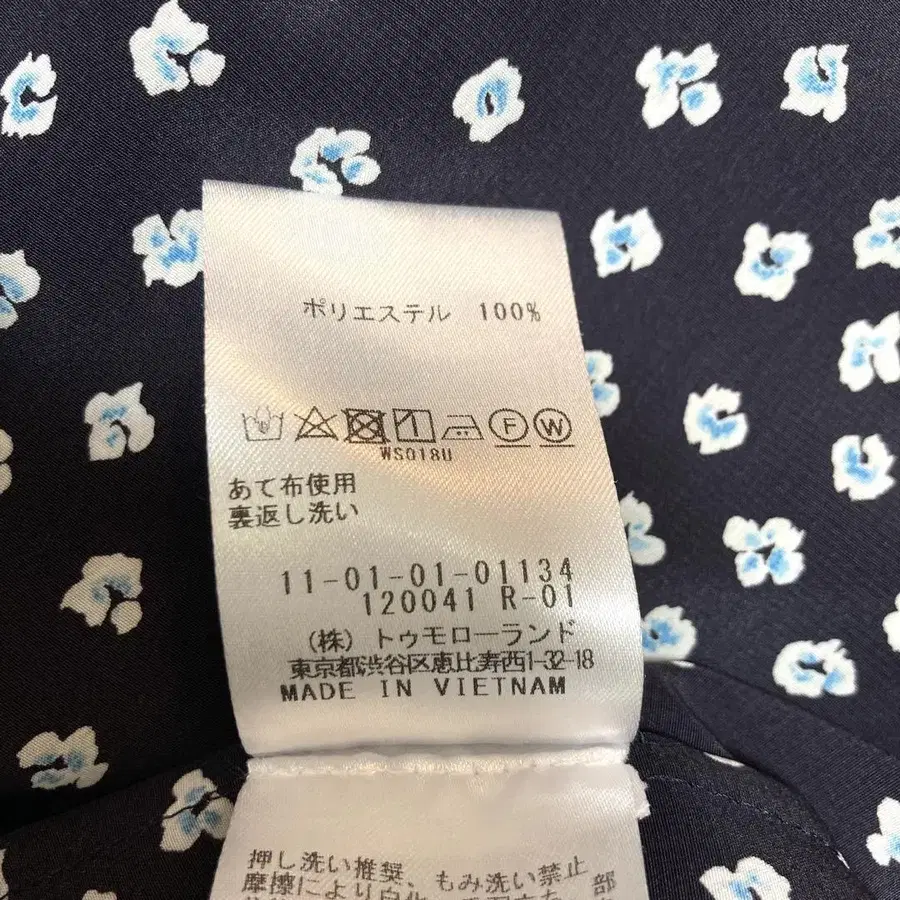 ポリエステル 100%
F W
WS018U
あて布使用
裏返し洗い
11-01-01-01134
120041 R-01
(株) トゥモローランド
東京都渋谷区恵比寿西1-32-18
MADE IN VIETNAM
押し洗い推奨、もみ洗い禁止
摩擦により白化 部